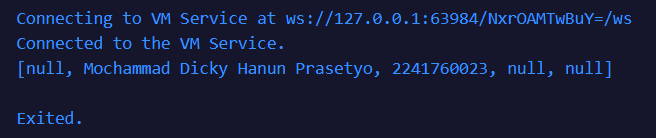 Connecting to VM Service at ws://127.0.0.1:63984/NxrOAMTwBuY=/ws
Connected to the VM Service.
[null, Mochammad Dicky Hanun Prasetyo, 2241760023, null, null]
Exited.